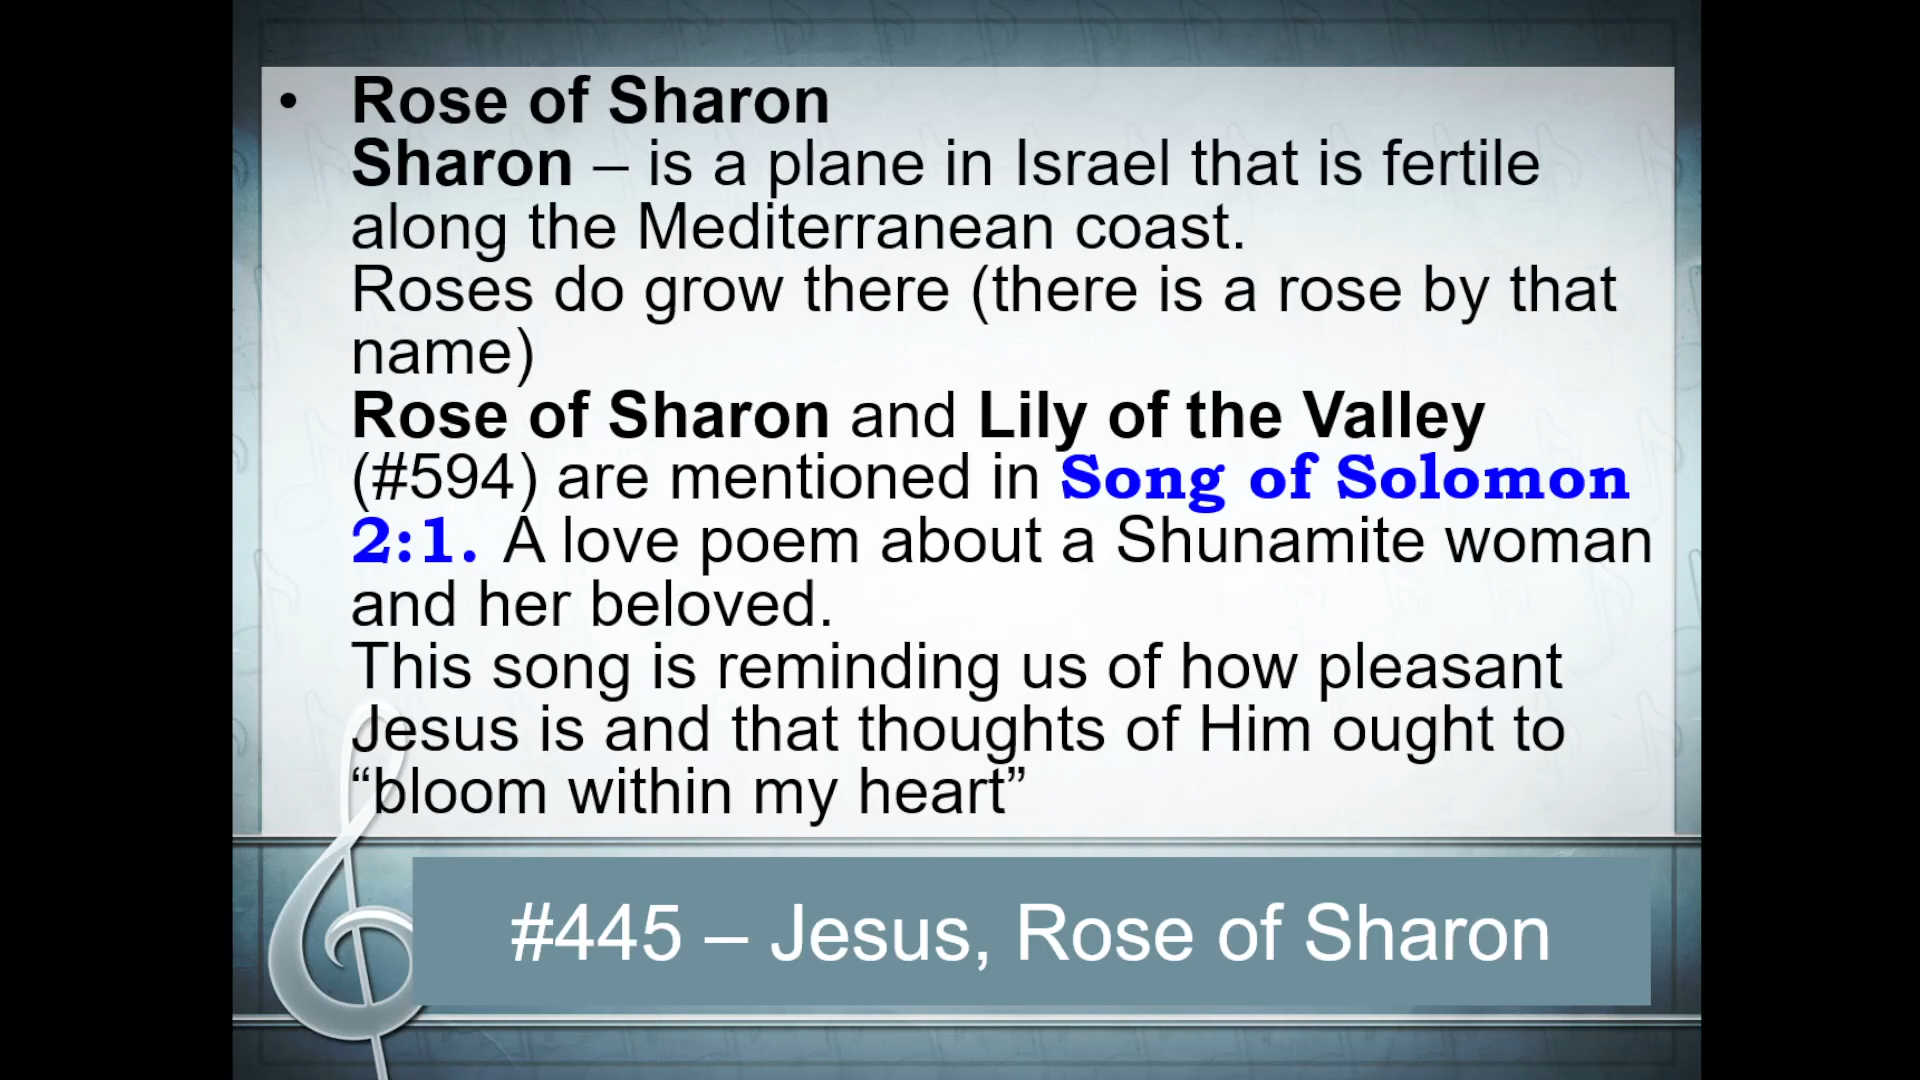 • Rose of Sharon
Sharon – is a plane in Israel that is fertile
along the Mediterranean coast.
Roses do grow there (there is a rose by that
name)
Rose of Sharon and Lily of the Valley
(#594) are mentioned in Song of Solomon
2:1. A love poem about a Shunamite woman
and her beloved.
This song is reminding us of how pleasant
Jesus is and that thoughts of Him ought to
“bloom within my heart”
#445 – Jesus, Rose of Sharon